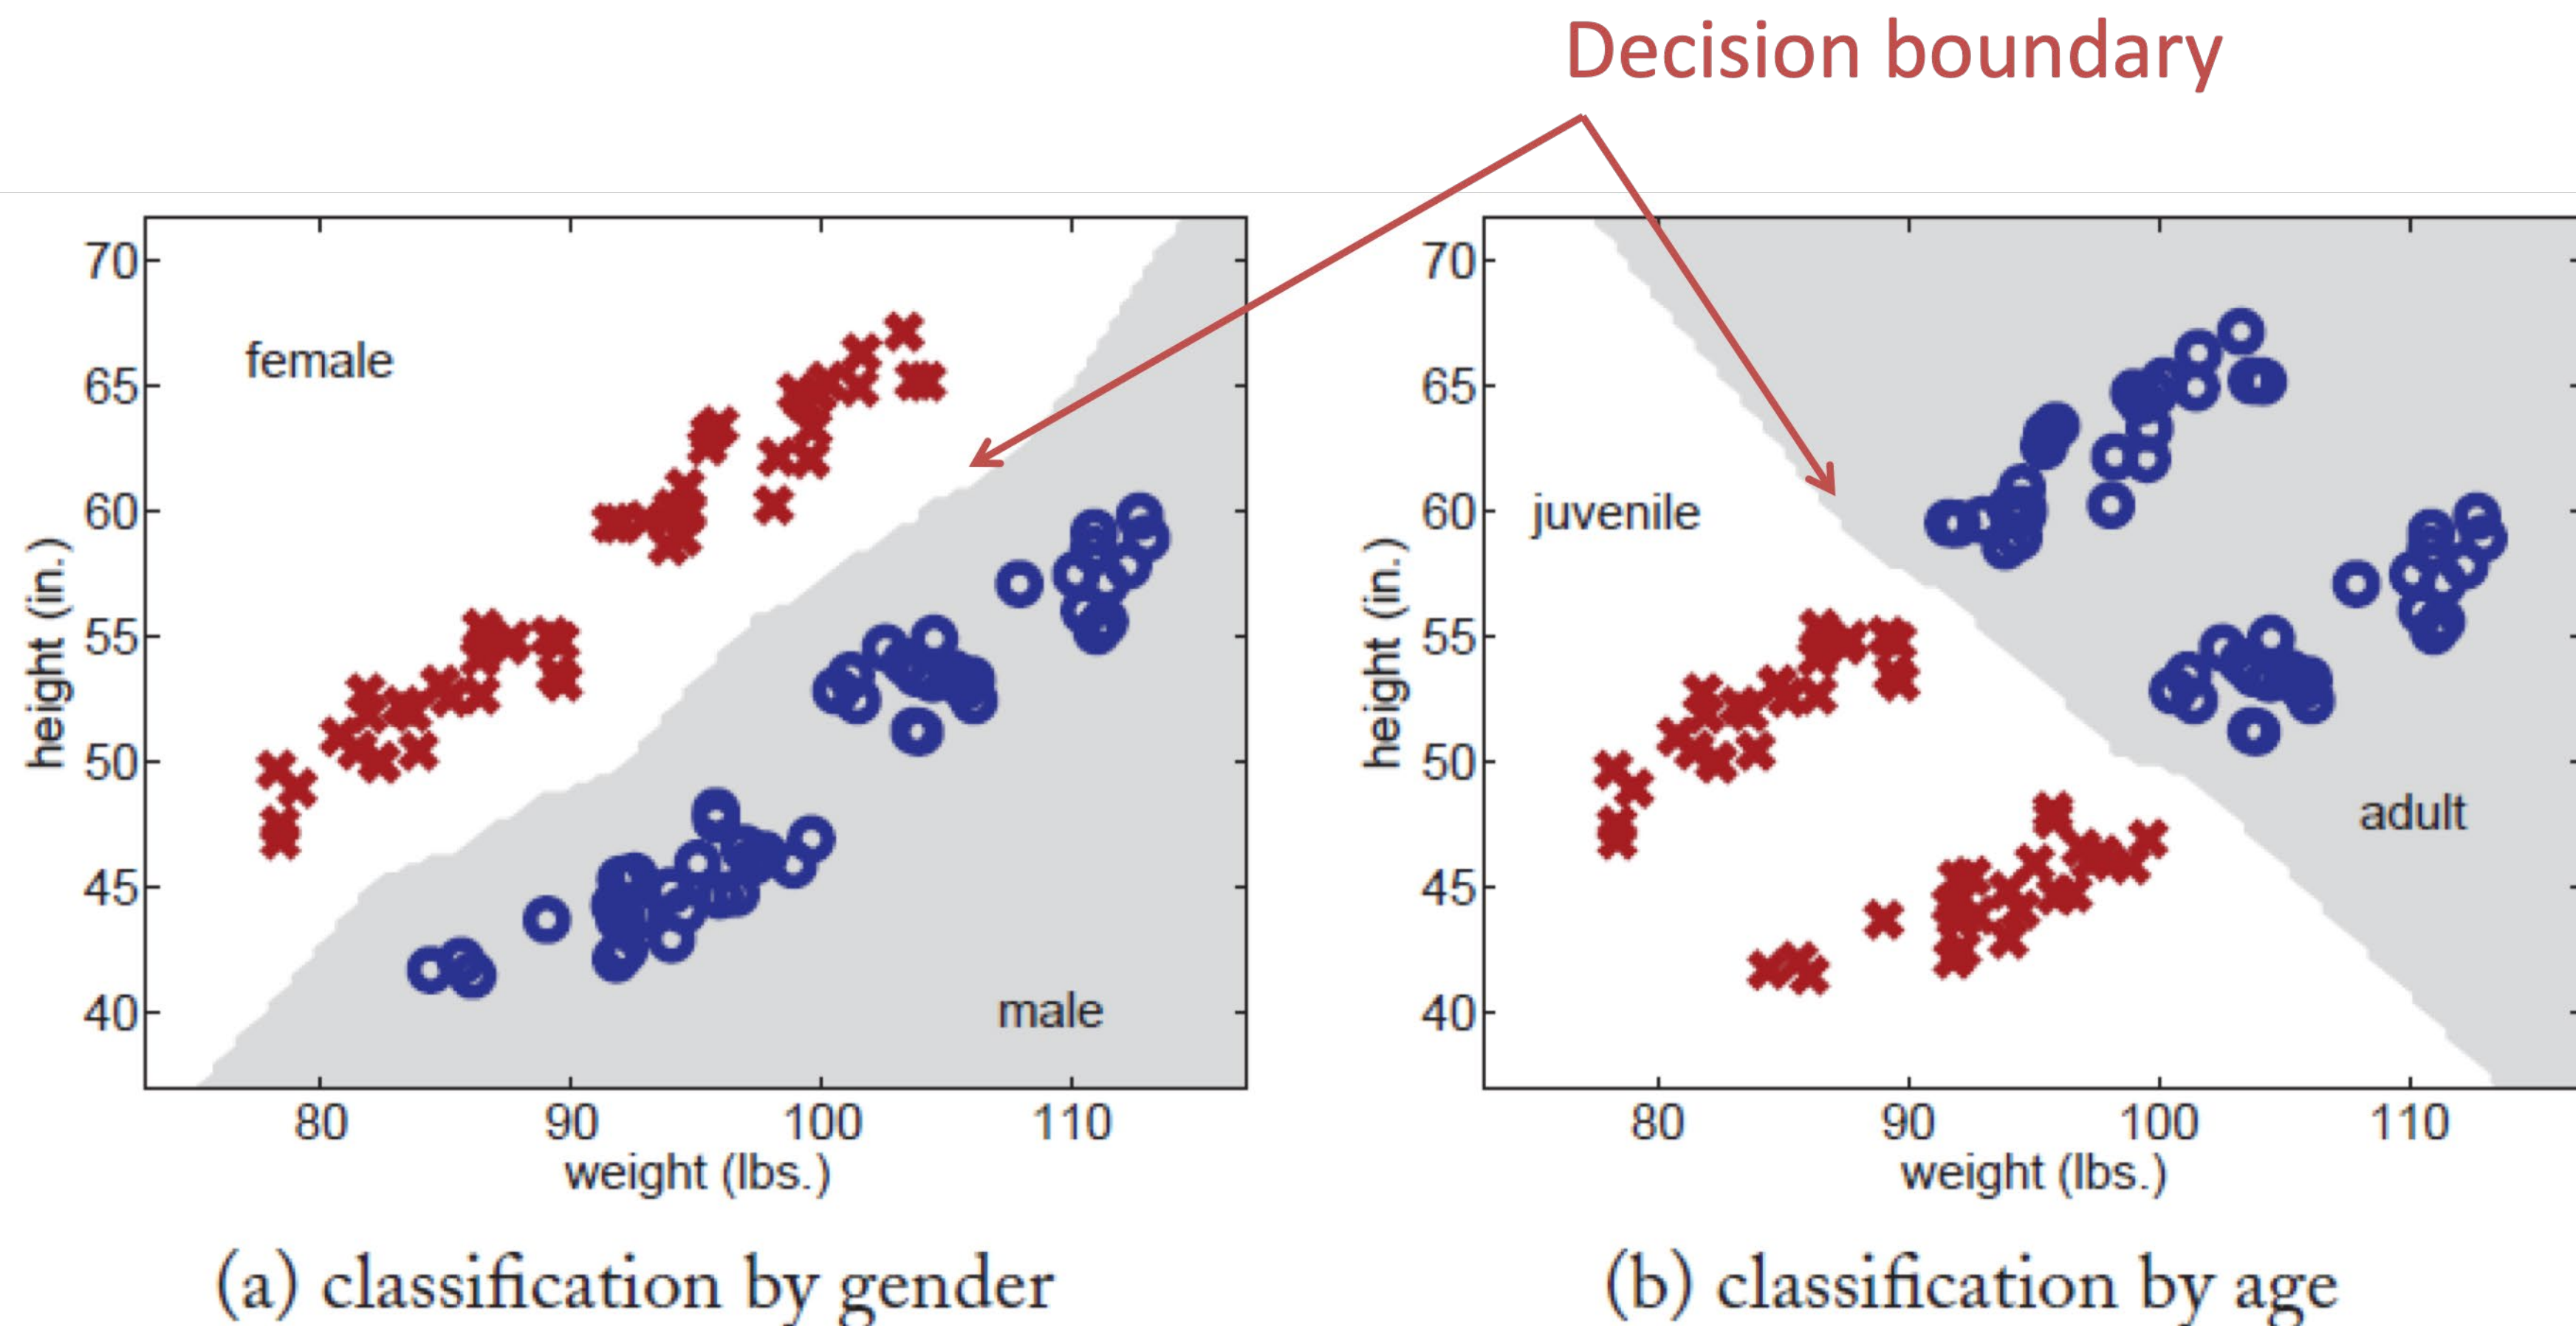 Decision boundary
70
65
60
55
50
45
40
height (in.)
female
male
80 90 100 110
weight (lbs.)
(a) classification by gender
70
65
60
55
50
45
40
height (in.)
juvenile
adult
80 90 100 110
weight (lbs.)
(b) classification by age